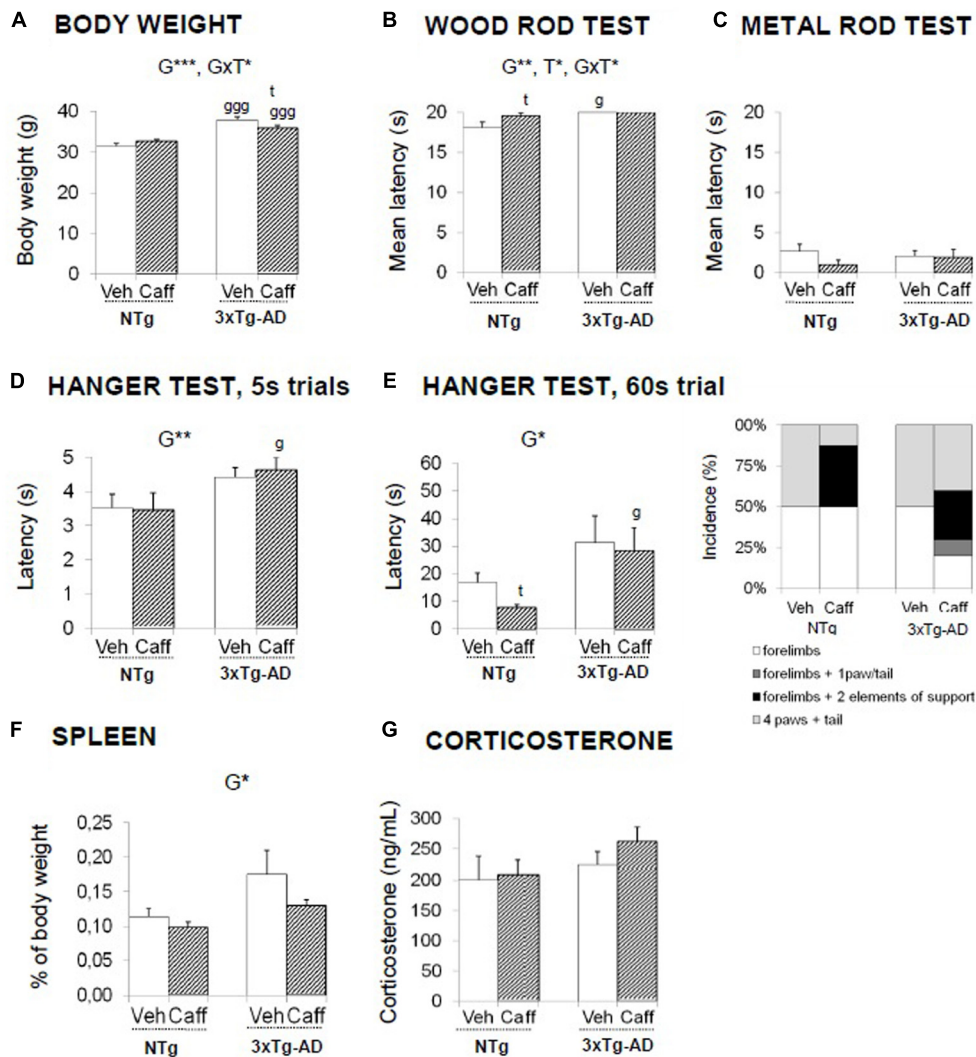 A BODY WEIGHT
G***, GxT*
t
ggg ggg
Body weight (g)
40
30
20
10
0
Veh Caff Veh Caff
NTg 3xTg-AD
B WOOD ROD TEST
G**, T*, GxT*
t g
Mean latency (s)
20
15
10
5
0
Veh Caff Veh Caff
NTg 3xTg-AD
C METAL ROD TEST
Mean latency (s)
20
15
10
5
0
Veh Caff Veh Caff
NTg 3xTg-AD
D HANGER TEST, 5s trials
G**
g
Latency (s)
5
4
3
2
1
0
Veh Caff Veh Caff
NTg 3xTg-AD
E HANGER TEST, 60s trial
G*
g
t
Latency (s)
60
50
40
30
20
10
0
Veh Caff Veh Caff
NTg 3xTg-AD
Incidence (%)
00%
75%
50%
25%
0%
Veh Caff Veh Caff
NTg 3xTg-AD
forelimbs
forelimbs + 1paw/tail
forelimbs + 2 elements of support
4 paws + tail
F SPLEEN
G*
% of body weight
0,25
0,20
0,15
0,10
0,05
0,00
Veh Caff Veh Caff
NTg 3xTg-AD
G CORTICOSTERONE
Corticosterone (ng/mL)
300
250
200
150
100
50
0
Veh Caff Veh Caff
NTg 3xTg-AD